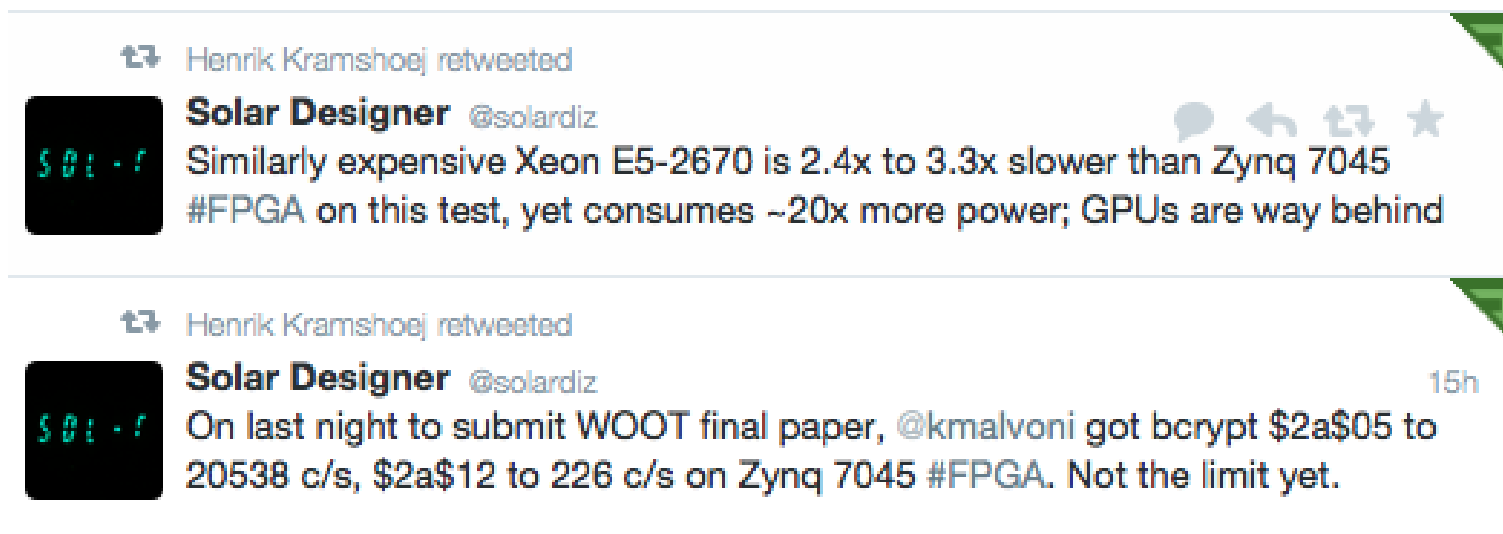 Henrik Kramshoej retweeted
Solar Designer @solardiz
Similarly expensive Xeon E5-2670 is 2.4x to 3.3x slower than Zynq 7045
#FPGA on this test, yet consumes ~20x more power; GPUs are way behind
Henrik Kramshoej retweeted
Solar Designer @solardiz 15h
On last night to submit WOOT final paper, @kmalvoni got bcrypt $2a$05 to
20538 c/s, $2a$12 to 226 c/s on Zynq 7045 #FPGA. Not the limit yet.